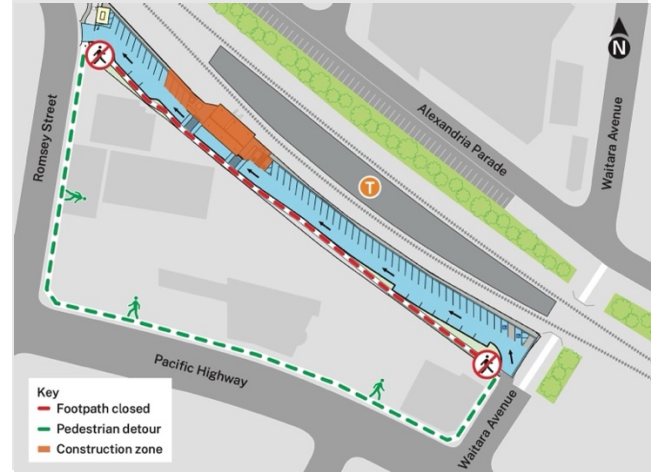 N
Alexandria Parade
Waitara Avenue
Romsey Street
T
Pacific Highway
Waitara Avenue
Key
Footpath closed
Pedestrian detour
Construction zone